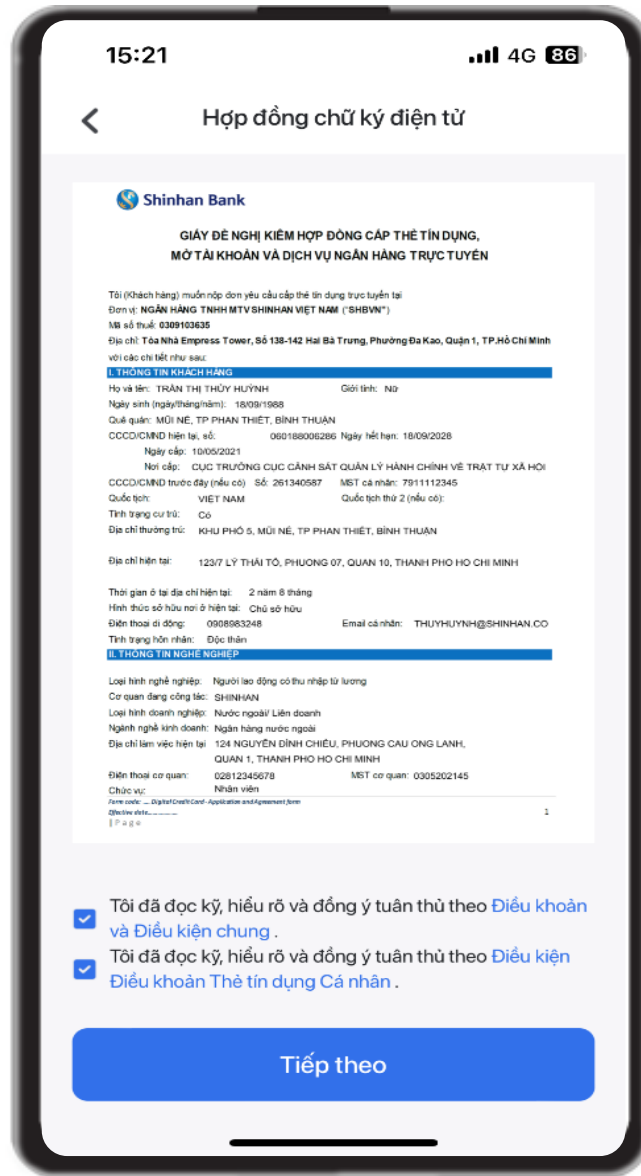 15:21
4G 86
Hợp đồng chữ ký điện tử
Shinhan Bank
GIẤY ĐỀ NGHỊ KIÊM HỢP ĐỒNG CẤP THẺ TÍN DỤNG,
MỞ TÀI KHOẢN VÀ DỊCH VỤ NGÂN HÀNG TRỰC TUYẾN
Tôi (Khách hàng) muốn nộp đơn yêu cầu cấp thẻ tín dụng trực tuyến tại
Đơn vị: NGÂN HÀNG TNHH MTV SHINHAN VIỆT NAM ("SHBVN")
Mã số thuế: 0309103635
Địa chỉ: Tòa Nhà Empress Tower, Số 138-142 Hai Bà Trưng, Phường Đa Kao, Quận 1, TP.Hồ Chí Minh
với các chi tiết như sau:
I. THÔNG TIN KHÁCH HÀNG
Họ và tên: TRẦN THỊ THÙY HUỲNH Giới tính: Nữ
Ngày sinh (ngày/tháng/năm): 18/09/1988
Quê quán: MŨI NÉ, TP PHAN THIẾT, BÌNH THUẬN
CCCD/CMND hiện tại, số: 060188006286 Ngày hết hạn: 18/09/2028
Ngày cấp: 10/05/2021
Nơi cấp: CỤC TRƯỞNG CỤC CẢNH SÁT QUẢN LÝ HÀNH CHÍNH VỀ TRẬT TỰ XÃ HỘI
CCCD/CMND trước đây (nếu có) Số: 261340587 MST cá nhân: 7911112345
Quốc tịch: VIỆT NAM Quốc tịch thứ 2 (nếu có):
Tình trạng cư trú: Có
Địa chỉ thường trú: KHU PHỐ 5, MŨI NÉ, TP PHAN THIẾT, BÌNH THUẬN
Địa chỉ hiện tại: 123/7 LÝ THÁI TỔ, PHUONG 07, QUAN 10, THANH PHO HO CHI MINH
Thời gian ở tại địa chỉ hiện tại: 2 năm 8 tháng
Hình thức sở hữu nơi ở hiện tại: Chủ sở hữu
Điện thoại di động: 0908983248 Email cá nhân: THUYHUYNH@SHINHAN.CO
Tình trạng hôn nhân: Độc thân
II. THÔNG TIN NGHỀ NGHIỆP
Loại hình nghề nghiệp: Người lao động có thu nhập từ lương
Cơ quan đang công tác: SHINHAN
Loại hình doanh nghiệp: Nước ngoài/ Liên doanh
Ngành nghề kinh doanh: Ngân hàng nước ngoài
Địa chỉ làm việc hiện tại 124 NGUYỄN ĐÌNH CHIỂU, PHUONG CAU ONG LANH,
QUAN 1, THANH PHO HO CHI MINH
Điện thoại cơ quan: 02812345678 MST cơ quan: 0305202145
Chức vụ: Nhân viên
Form code: .... Digital Credit Card - Application and Agreement form
Effective date................ 1
| Page
Tôi đã đọc kỹ, hiểu rõ và đồng ý tuân thủ theo Điều khoản
và Điều kiện chung .
Tôi đã đọc kỹ, hiểu rõ và đồng ý tuân thủ theo Điều kiện
Điều khoản Thẻ tín dụng Cá nhân .
Tiếp theo